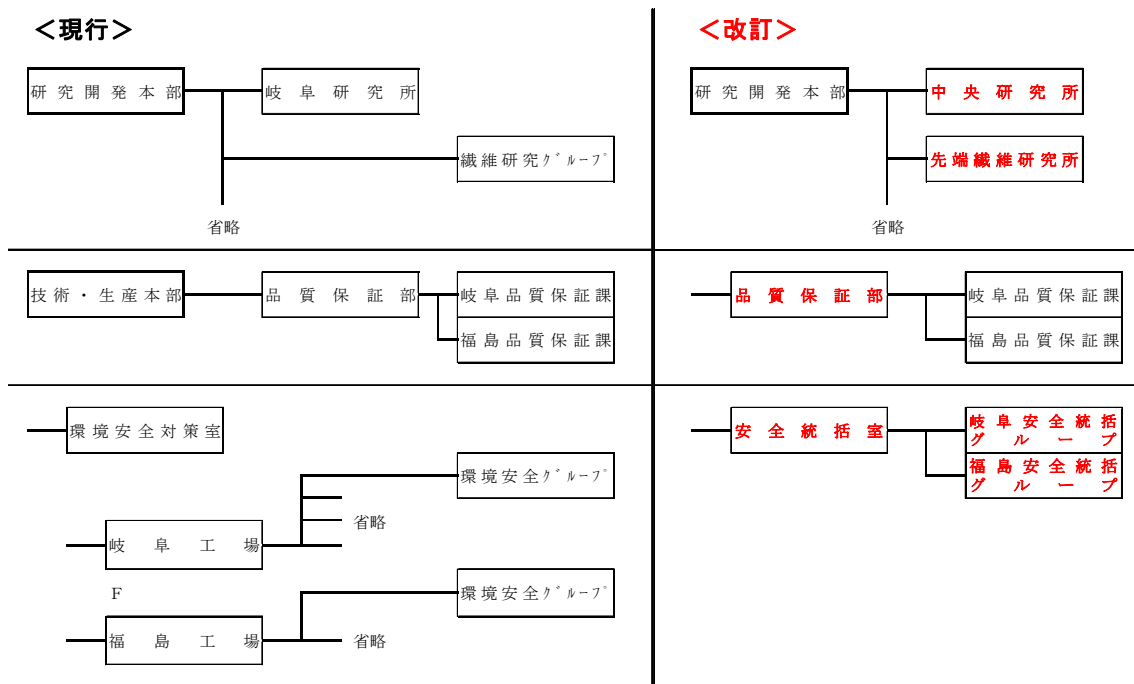 ＜現行＞
＜改訂＞
研究開発本部
岐阜研究所
繊維研究ｸﾞﾙｰﾌﾟ
省略
研究開発本部
中央研究所
先端繊維研究所
省略
技術・生産本部
品質保証部
岐阜品質保証課
福島品質保証課
品質保証部
岐阜品質保証課
福島品質保証課
環境安全対策室
環境安全ｸﾞﾙｰﾌﾟ
省略
岐阜工場
F
環境安全ｸﾞﾙｰﾌﾟ
福島工場
省略
安全統括室
岐阜安全統括
グループ
福島安全統括
グループ